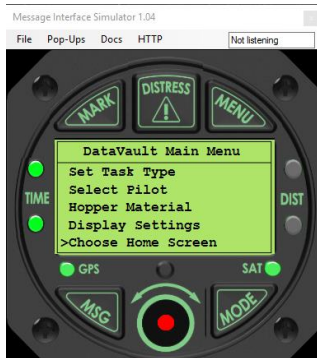 Message Interface Simulator 1.04
File Pop-Ups Docs HTTP Not listening
MARK DISTRESS MENU
DataVault Main Menu
Set Task Type
Select Pilot
Hopper Material
Display Settings
>Choose Home Screen
TIME
DIST
GPS SAT
MSG MODE